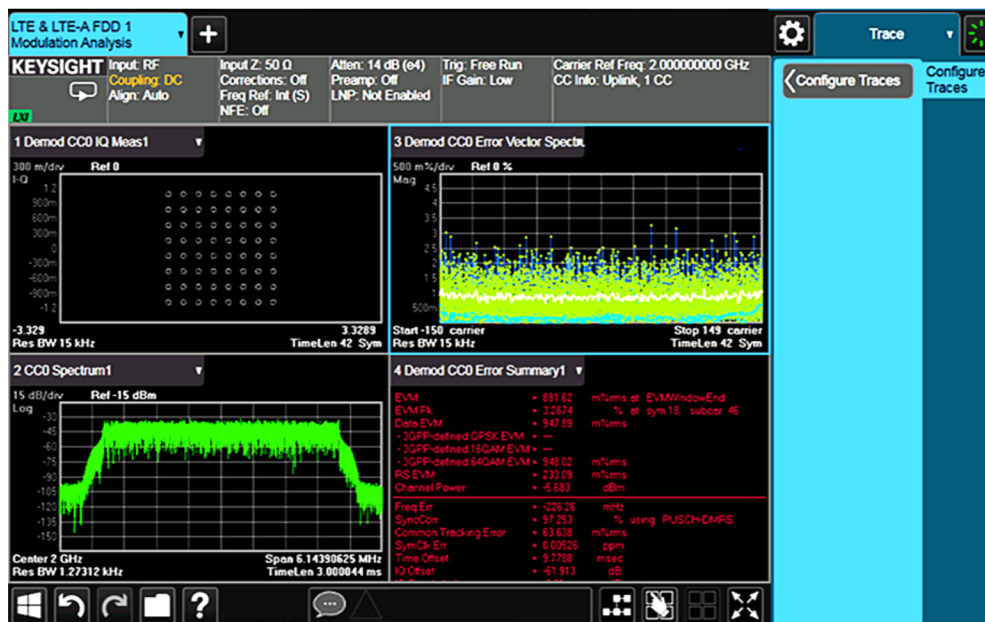 LTE & LTE-A FDD 1
Modulation Analysis
+
Trace
KEYSIGHT
LXI
Input: RF
Coupling: DC
Align: Auto
Input Z: 50 Ω
Corrections: Off
Freq Ref: Int (S)
NFE: Off
Atten: 14 dB (e4)
Preamp: Off
LNP: Not Enabled
Trig: Free Run
IF Gain: Low
Carrier Ref Freq: 2.000000000 GHz
CC Info: Uplink, 1 CC
Configure Traces
Configure
Traces
1 Demod CC0 IQ Meas1
300 m/div Ref 0
I-Q
1.2
900m
600m
300m
0
-300m
-600m
-900m
-1.2
-3.329 3.3289
Res BW 15 kHz TimeLen 42 Sym
3 Demod CC0 Error Vector
500 m%/div Ref 0 %
Mag
4.5
4
3.5
3
2.5
1.5
1
500m
Start -150 carrier Stop 149 carrier
Res BW 15 kHz TimeLen 42 Sym
2 CC0 Spectrum1
15 dB/div Ref -15 dBm
Log
-30
-45
-60
-75
-90
-105
-120
-135
-150
Center 2 GHz Span 6.14390625 MHz
Res BW 1.27312 kHz TimeLen 3.000044 ms
4 Demod CC0 Error Summary1
EVM = 881.62 m%rms at EVMWindowEnd
EVM Pk = 3.2674 % at sym 18, subcar 46
Data EVM = 947.89 m%rms
- 3GPP-defined QPSK EVM = ---
- 3GPP-defined 16QAM EVM = ---
- 3GPP-defined 64QAM EVM = 948.02 m%rms
RS EVM = 233.09 m%rms
Channel Power = -5.683 dBm
Freq Err = -226.26 mHz
SyncCorr = 97.253 % using PUSCH-DMRS
Common Tracking Error = 63.638 m%rms
SymClk Err = 0.00526 ppm
Time Offset = 9.7788 msec
IQ Offset = -61.913 dB
?